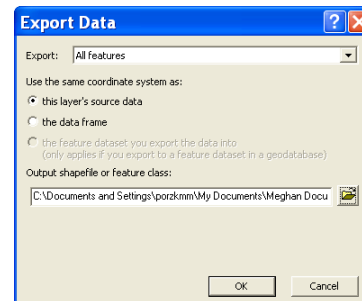 Export Data
Export: All features
Use the same coordinate system as:
this layer's source data
the data frame
the feature dataset you export the data into
(only applies if you export to a feature dataset in a geodatabase)
Output shapefile or feature class:
C:\Documents and Settings\porzkmm\My Documents\Meghan Docu
OK Cancel